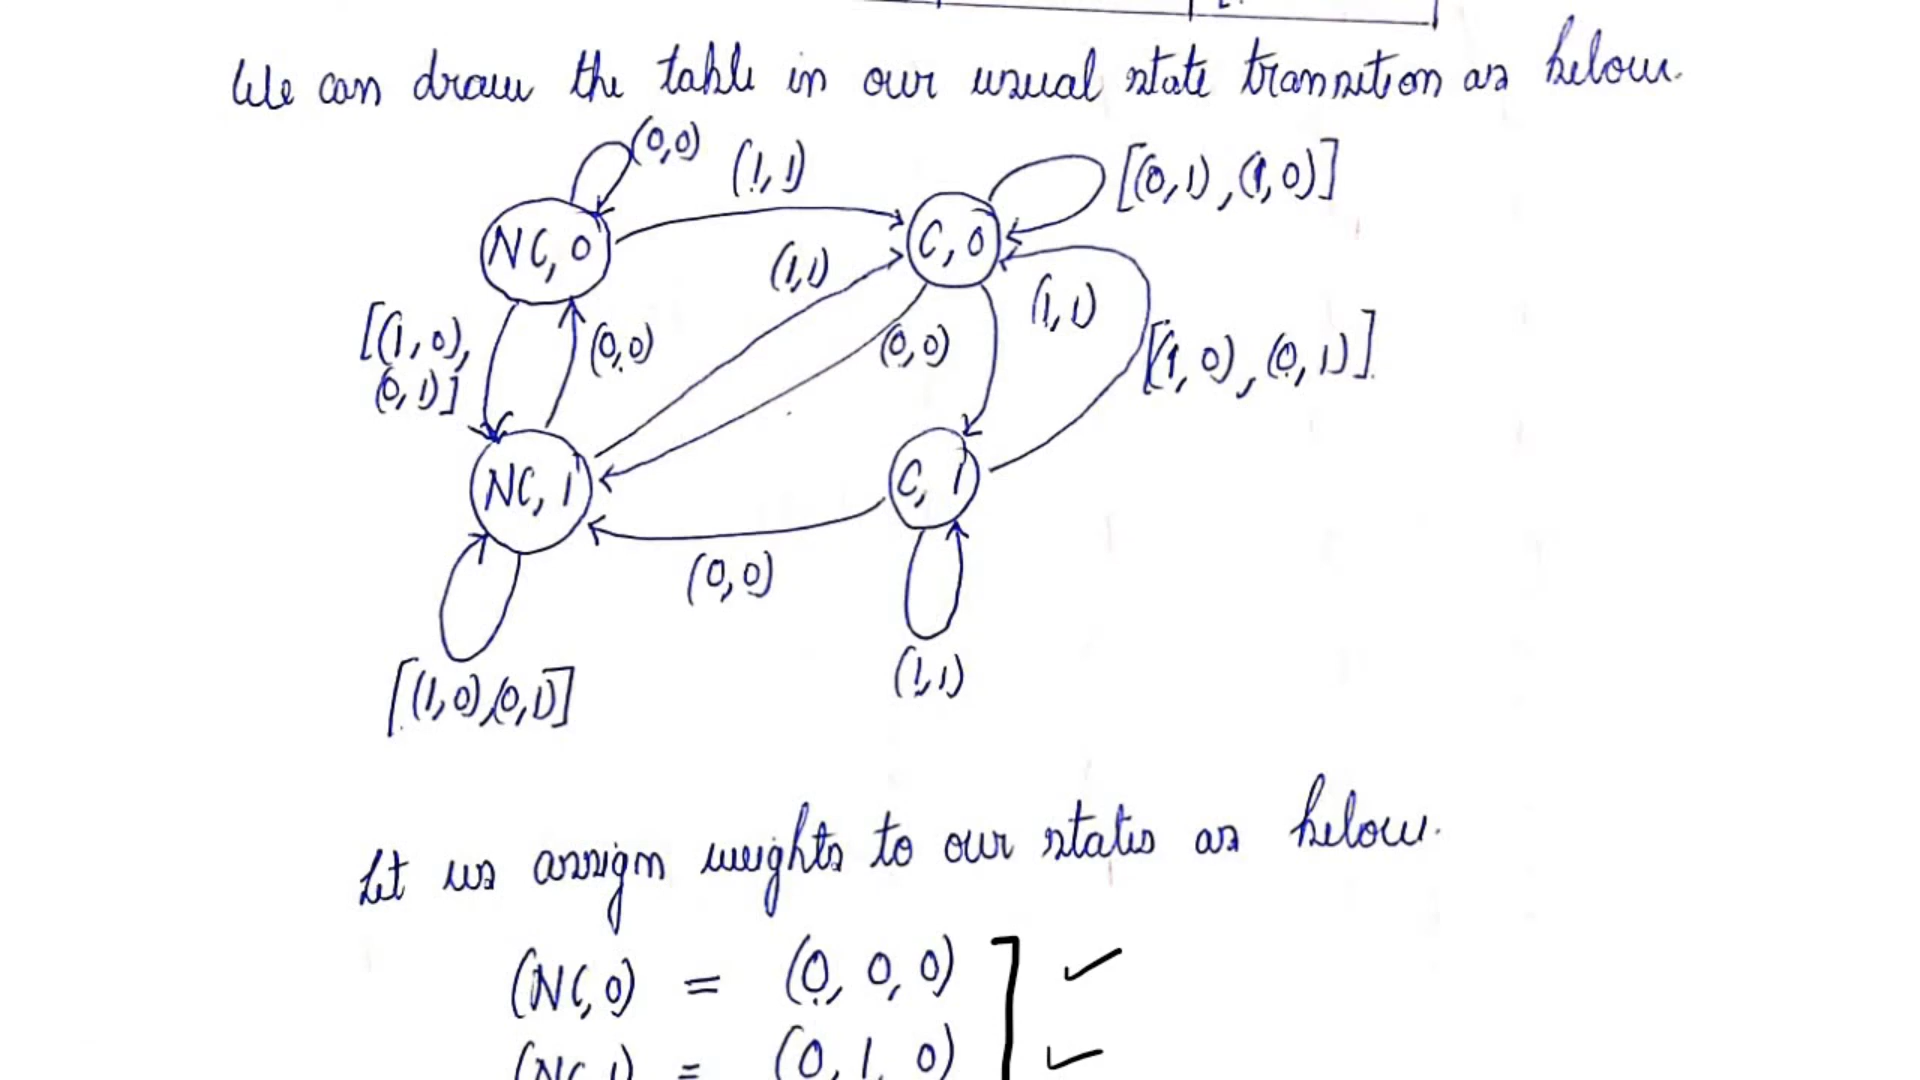 We can draw the table in our usual state transition as below.
(0,0)
(1,1)
[(0,1),(1,0)]
NC,0
C,0
(1,1)
(1,1)
[(1,0),
(0,1)]
(0,0)
(0,0)
[(1,0),(0,1)]
NC,1
C,1
(0,0)
(1,1)
[(1,0),(0,1)]
Let us assign weights to our states as below.
(NC,0) = (0,0,0)
(NC,1) = (0,1,0)